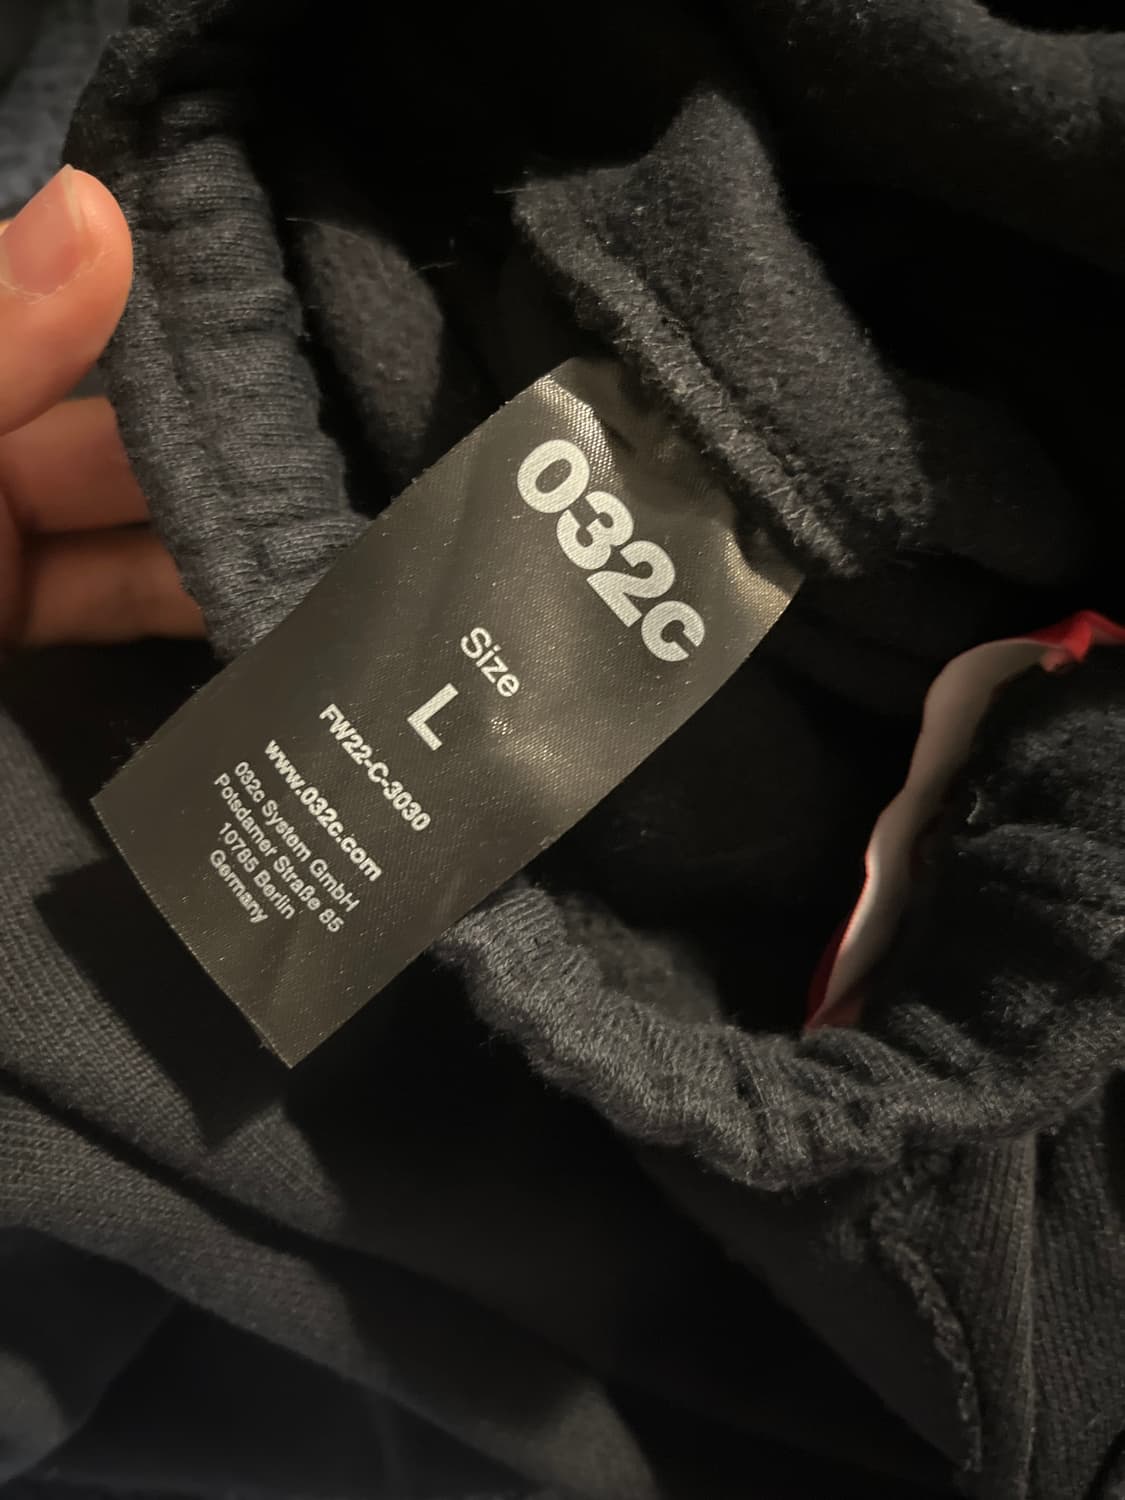 032c
Size
L
FW22-C-3030
www.032c.com
032c System GmbH
Potsdamer Straße 85
10785 Berlin
Germany